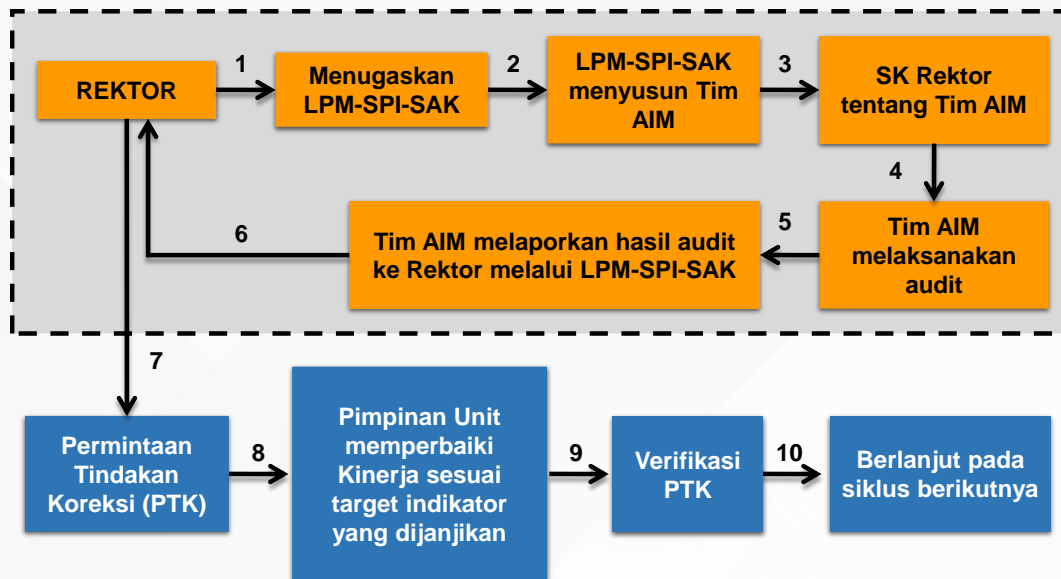 REKTOR
1
Menugaskan
LPM-SPI-SAK
2
LPM-SPI-SAK
menyusun Tim
AIM
3
SK Rektor
tentang Tim AIM
4
Tim AIM
melaksanakan
audit
5
Tim AIM melaporkan hasil audit
ke Rektor melalui LPM-SPI-SAK
6
7
Permintaan
Tindakan
Koreksi (PTK)
8
Pimpinan Unit
memperbaiki
Kinerja sesuai
target indikator
yang dijanjikan
9
Verifikasi
PTK
10
Berlanjut pada
siklus berikutnya